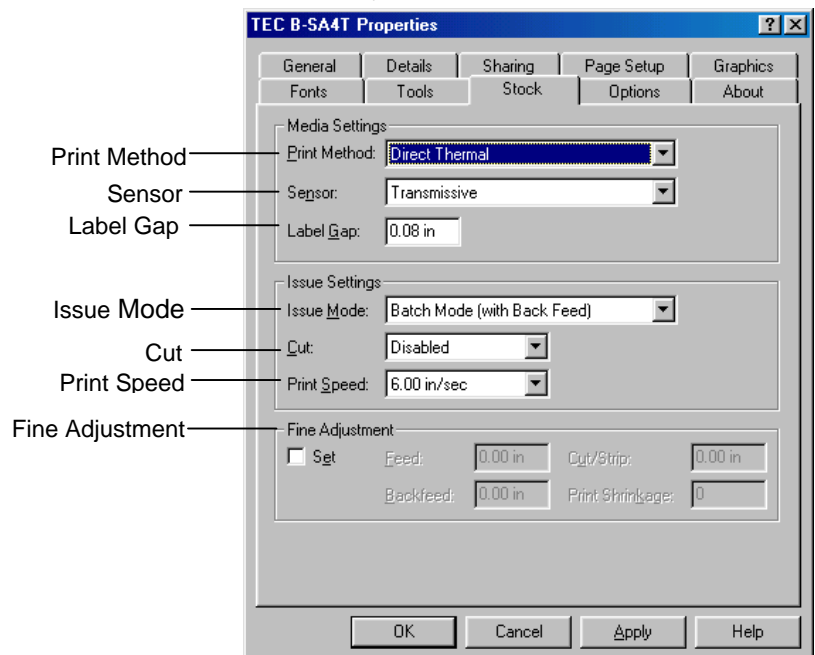 TEC B-SA4T Properties
General Details Sharing Page Setup Graphics
Fonts Tools Stock Options About
Media Settings
Print Method Print Method: Direct Thermal
Sensor Sensor: Transmissive
Label Gap Label Gap: 0.08 in
Issue Settings
Issue Mode Issue Mode: Batch Mode (with Back Feed)
Cut Cut: Disabled
Print Speed Print Speed: 6.00 in/sec
Fine Adjustment Fine Adjustment
Set Feed: 0.00 in Cut/Strip: 0.00 in
Backfeed: 0.00 in Print Shrinkage: 0
OK Cancel Apply Help